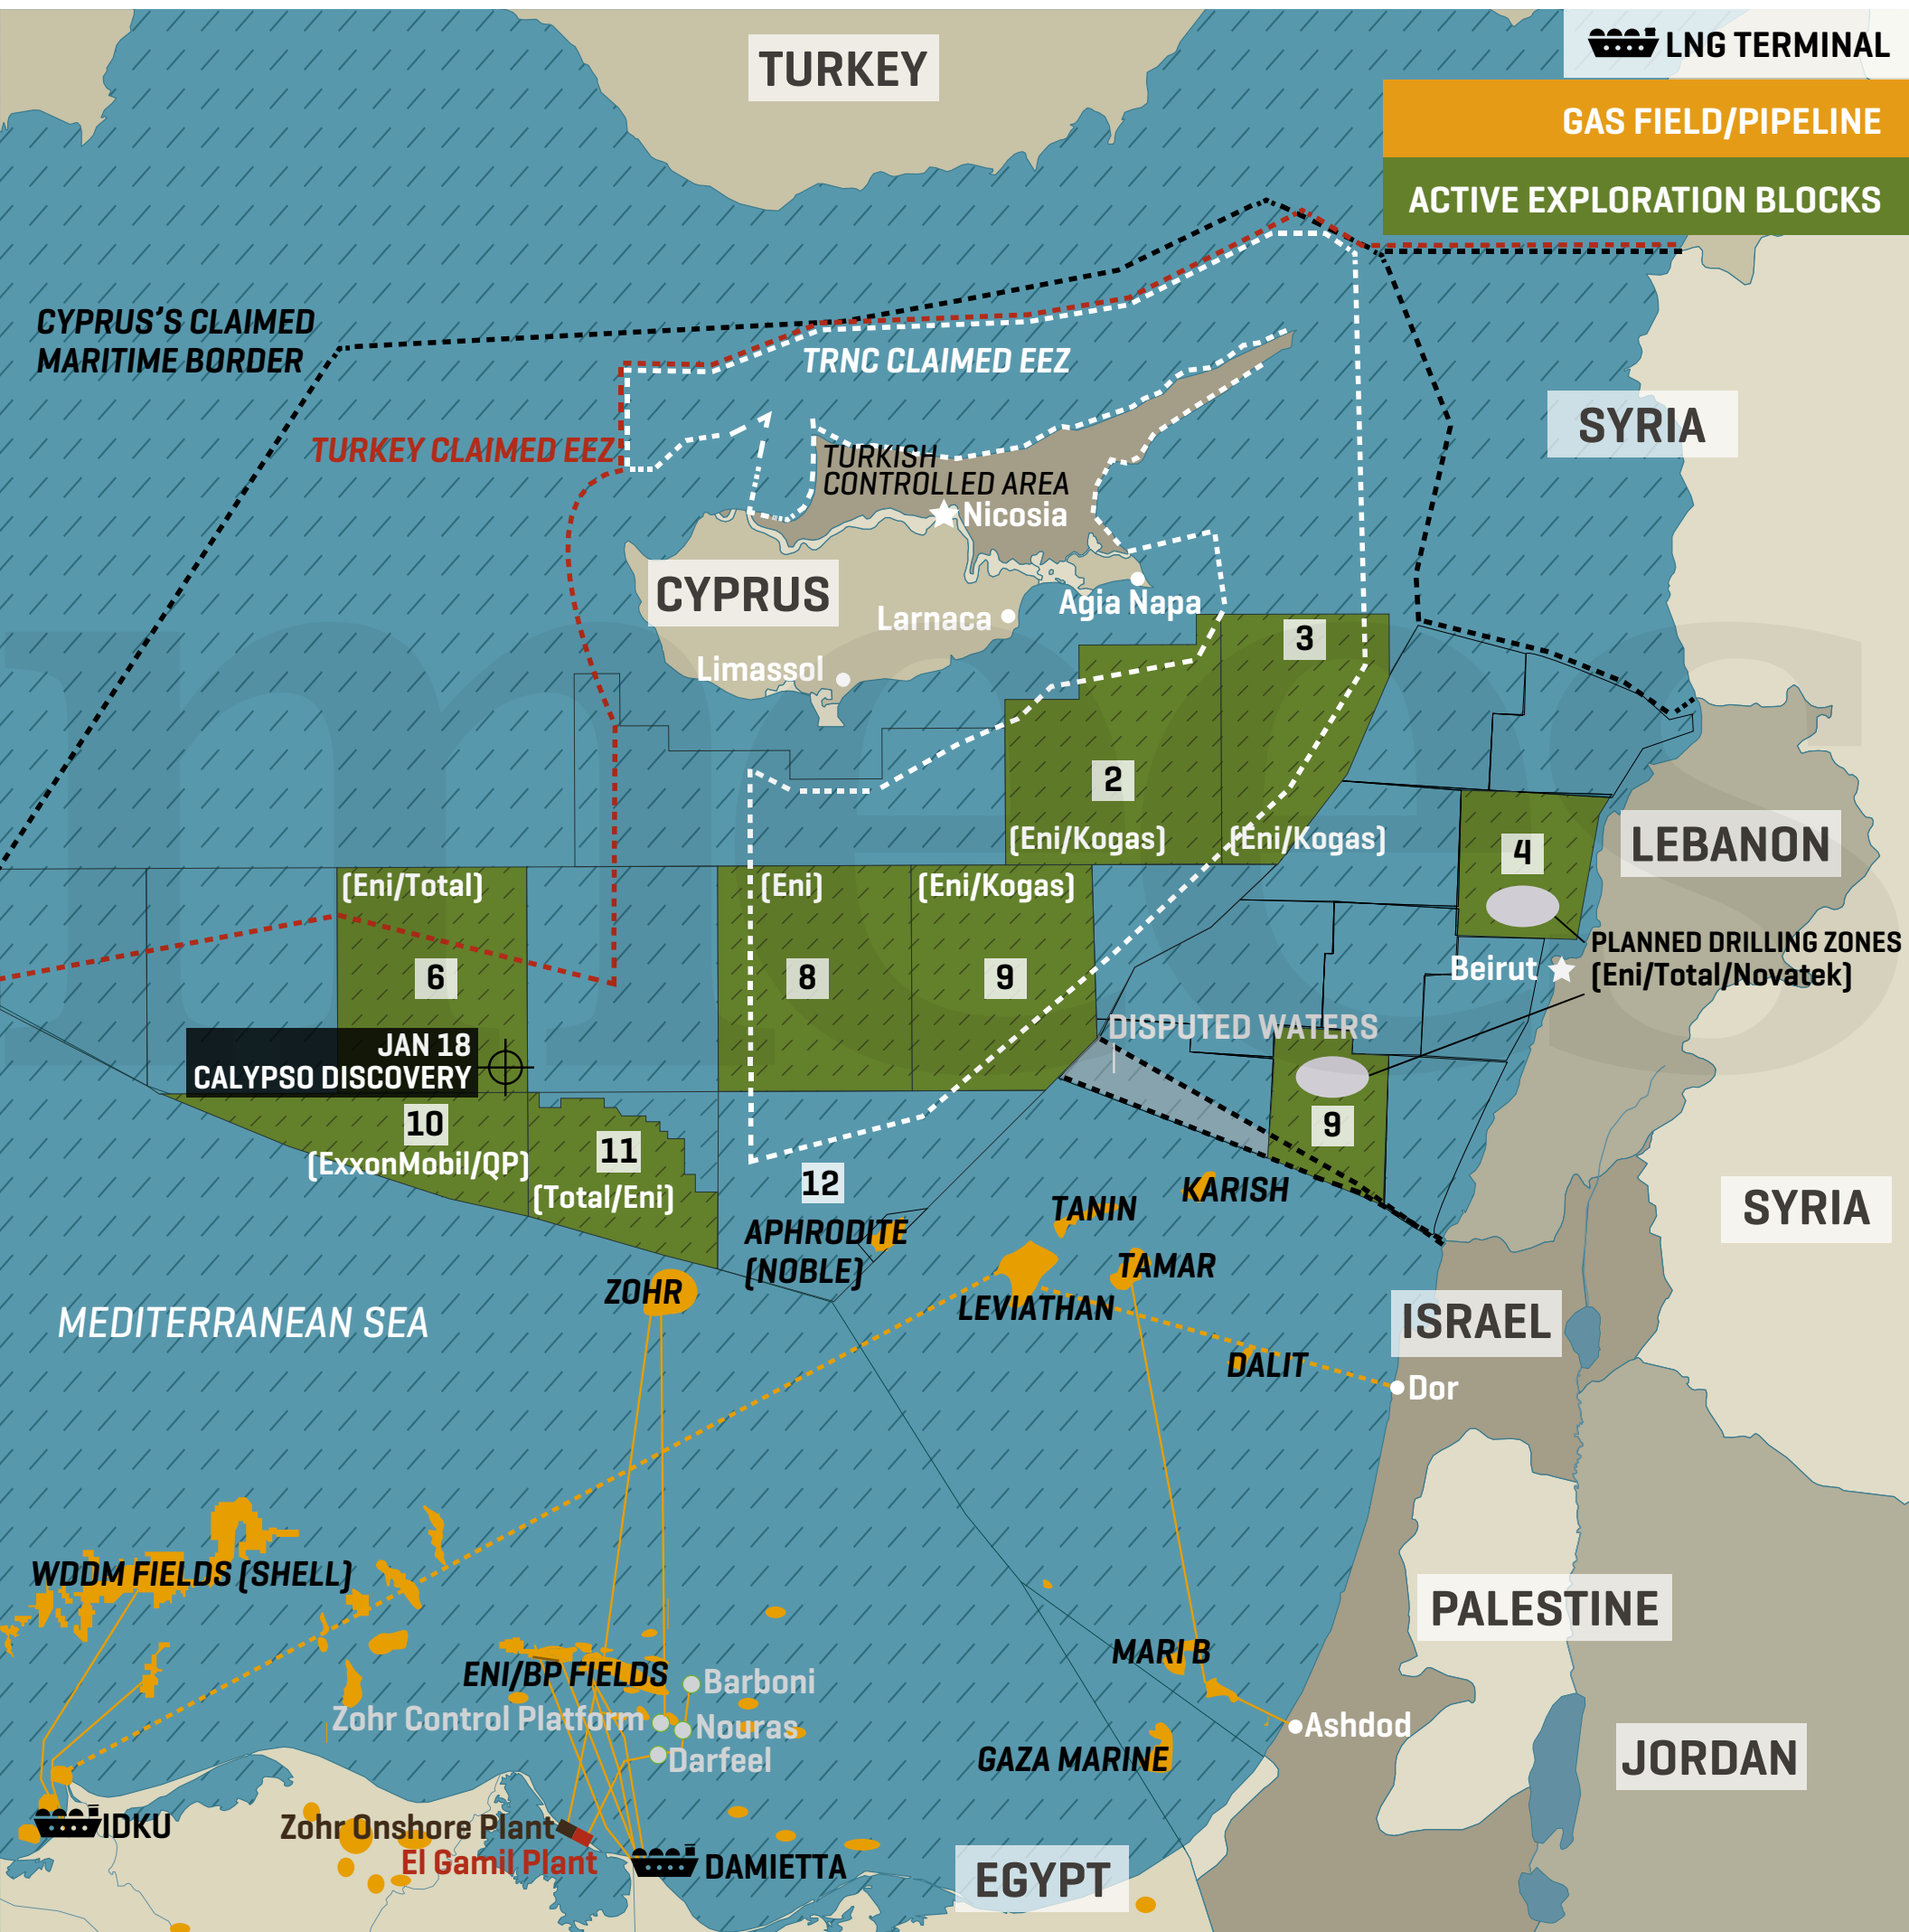 TURKEY
LNG TERMINAL
GAS FIELD/PIPELINE
ACTIVE EXPLORATION BLOCKS
CYPRUS'S CLAIMED
MARITIME BORDER
TRNC CLAIMED EEZ
TURKEY CLAIMED EEZ
SYRIA
TURKISH
CONTROLLED AREA
Nicosia
CYPRUS
Agia Napa
Larnaca
Limassol
3
2
(Eni/Kogas)
(Eni/Kogas)
4
LEBANON
(Eni/Total)
(Eni)
(Eni/Kogas)
6
8
9
PLANNED DRILLING ZONES
(Eni/Total/Novatek)
Beirut
DISPUTED WATERS
JAN 18
CALYPSO DISCOVERY
10
(ExxonMobil/QP)
11
(Total/Eni)
9
12
APHRODITE
(NOBLE)
KARISH
TANIN
TAMAR
LEVIATHAN
SYRIA
ZOHR
MEDITERRANEAN SEA
ISRAEL
DALIT
Dor
WDDM FIELDS (SHELL)
PALESTINE
ENI/BP FIELDS
MARI B
Barboni
Zohr Control Platform
Nouras
Darfeel
Ashdod
GAZA MARINE
JORDAN
IDKU
Zohr Onshore Plant
El Gamil Plant
DAMIETTA
EGYPT
mees